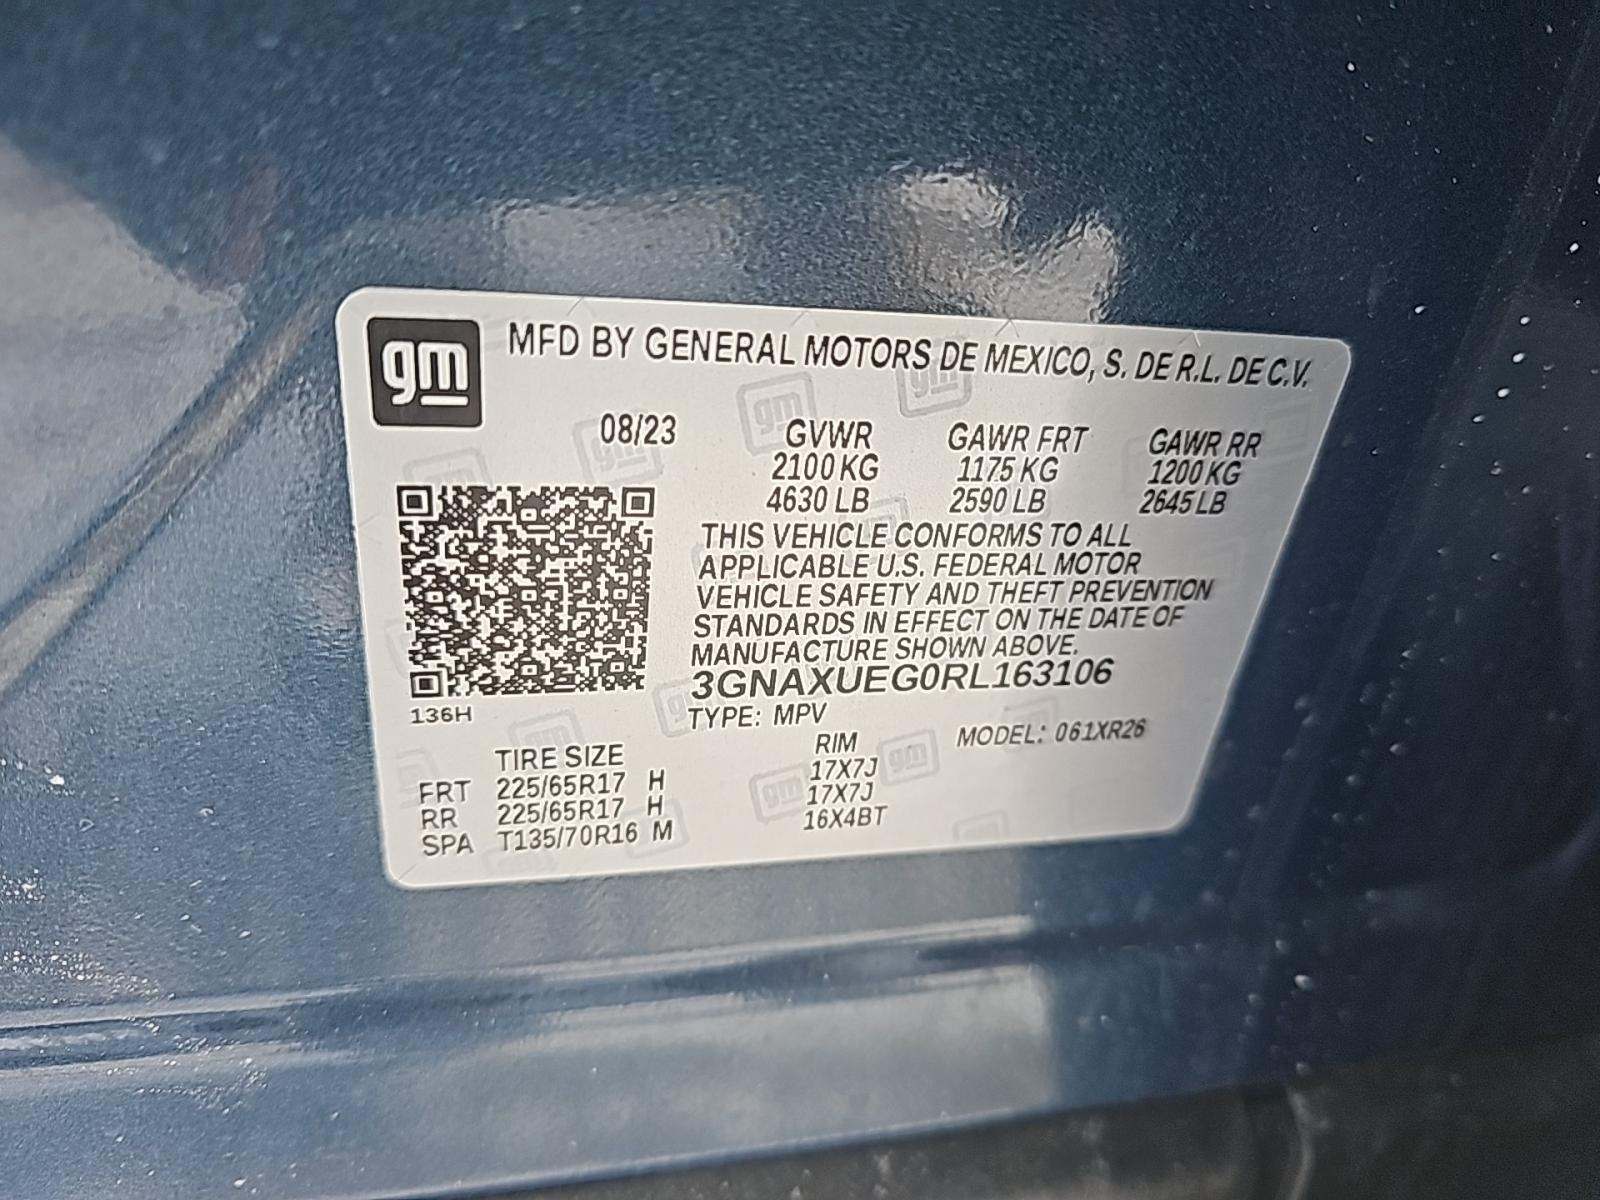 gm MFD BY GENERAL MOTORS DE MEXICO, S. DE R.L. DE C.V.
08/23 GVWR GAWR FRT GAWR RR
2100 KG 1175 KG 1200 KG
4630 LB 2590 LB 2645 LB
THIS VEHICLE CONFORMS TO ALL
APPLICABLE U.S. FEDERAL MOTOR
VEHICLE SAFETY AND THEFT PREVENTION
STANDARDS IN EFFECT ON THE DATE OF
MANUFACTURE SHOWN ABOVE.
3GNAXUEG0RL163106
136H TYPE: MPV
MODEL: 061XR26
TIRE SIZE RIM
FRT 225/65R17 H 17X7J
RR 225/65R17 H 17X7J
SPA T135/70R16 M 16X4BT